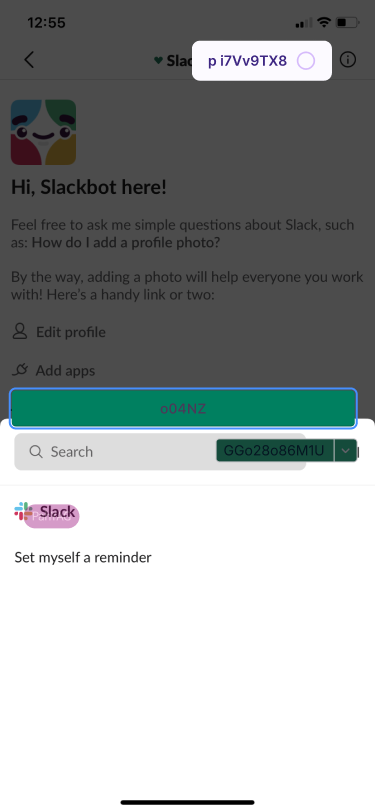 12:55
Slac
p i7Vv9TX8
Hi, Slackbot here!
Feel free to ask me simple questions about Slack, such
as: How do I add a profile photo?
By the way, adding a photo will help everyone you work
with! Here's a handy link or two:
Edit profile
Add apps
o04NZ
Search
GGo28o86M1U
Slack
Set myself a reminder